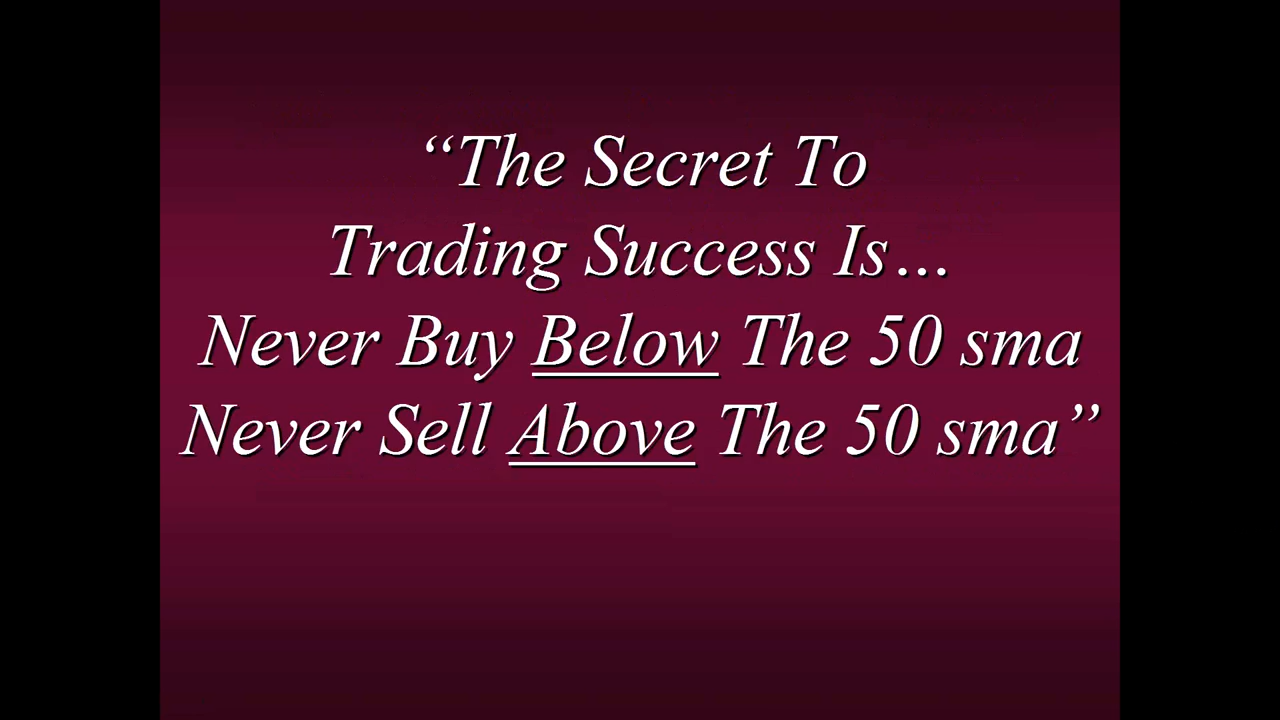 “The Secret To
Trading Success Is…
Never Buy Below The 50 sma
Never Sell Above The 50 sma”